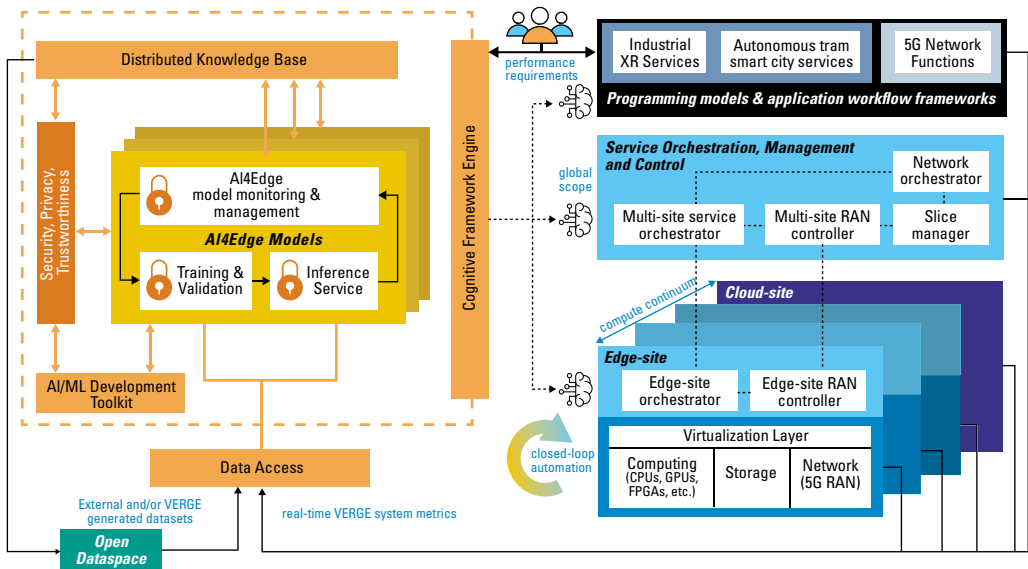 Distributed Knowledge Base
Security, Privacy,
Trustworthiness
AI4Edge
model monitoring &
management
AI4Edge Models
Training &
Validation
Inference
Service
AI/ML Development
Toolkit
Data Access
External and/or VERGE
generated datasets
real-time VERGE system metrics
Open
Dataspace
Cognitive Framework Engine
performance
requirements
global
scope
closed-loop
automation
Industrial
XR Services
Autonomous tram
smart city services
5G Network
Functions
Programming models & application workflow frameworks
Service Orchestration, Management
and Control
Network
orchestrator
Multi-site service
orchestrator
Multi-site RAN
controller
Slice
manager
compute continuum
Cloud-site
Edge-site
Edge-site
orchestrator
Edge-site RAN
controller
Virtualization Layer
Computing
(CPUs, GPUs,
FPGAs, etc.)
Storage
Network
(5G RAN)